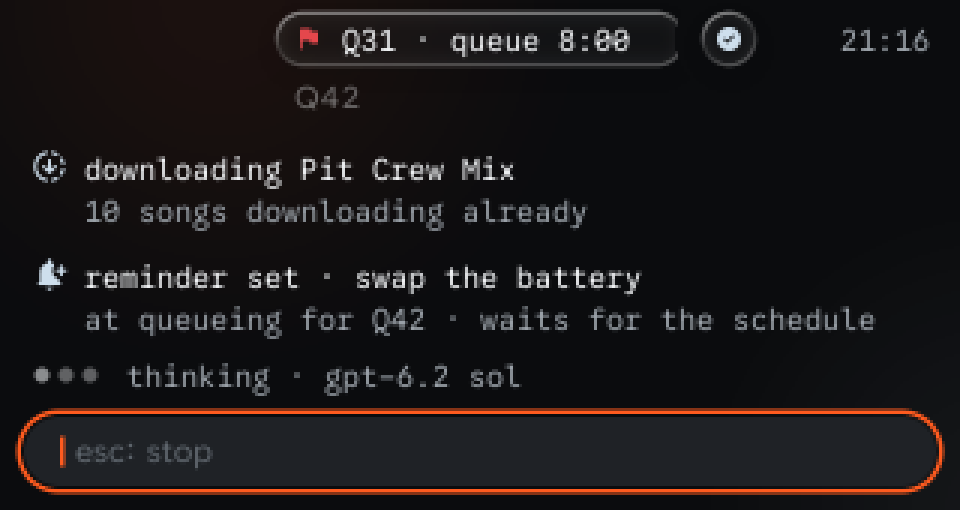 Q31 · queue 8:00
21:16
Q42
downloading Pit Crew Mix
10 songs downloading already
reminder set · swap the battery
at queueing for Q42 · waits for the schedule
thinking · gpt-6.2 sol
esc: stop